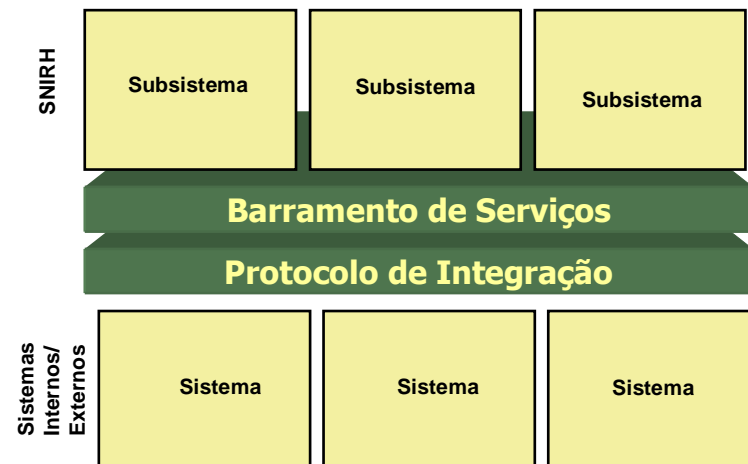 SNIRH
Subsistema
Subsistema
Subsistema
Barramento de Serviços
Protocolo de Integração
Sistemas
Internos/
Externos
Sistema
Sistema
Sistema